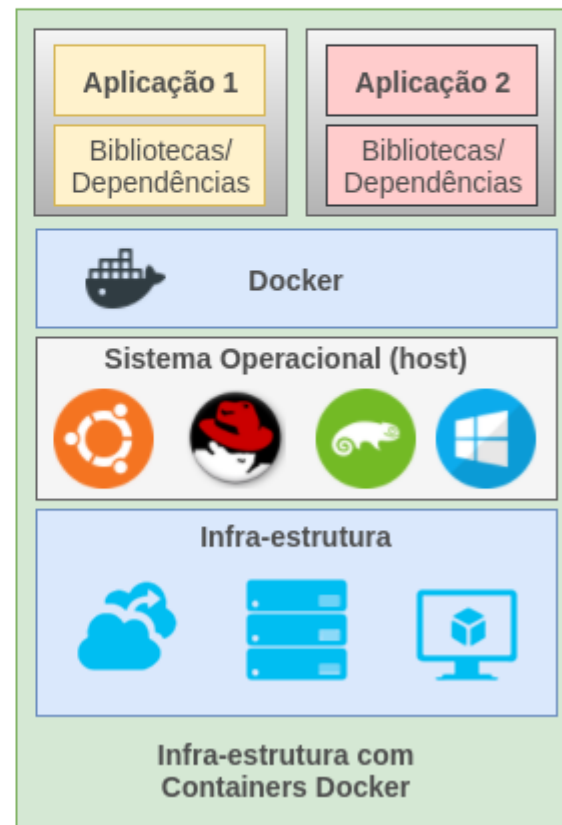 Aplicação 1
Aplicação 2
Bibliotecas/
Dependências
Bibliotecas/
Dependências
Docker
Sistema Operacional (host)
Infra-estrutura
Infra-estrutura com
Containers Docker